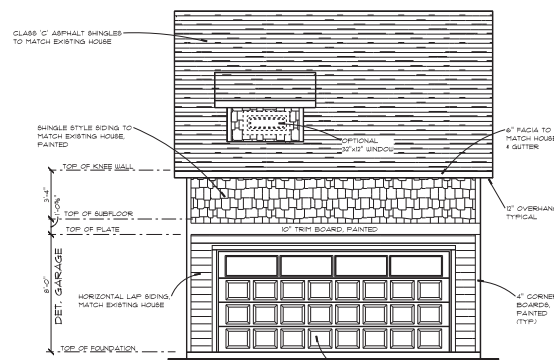 CLASS 'C' ASPHALT SHINGLES
TO MATCH EXISTING HOUSE
SHINGLE STYLE SIDING TO
MATCH EXISTING HOUSE,
PAINTED
OPTIONAL
32"x12" WINDOW
8" FACIA TO
MATCH HOUSE
& GUTTER
TOP OF KNEE WALL
3'-4"
12" OVERHANG
TYPICAL
TOP OF SUBFLOOR
TOP OF PLATE
10" TRIM BOARD, PAINTED
8'-0"
DET. GARAGE
HORIZONTAL LAP SIDING,
MATCH EXISTING HOUSE
4" CORNER
BOARDS,
PAINTED
(TYP.)
TOP OF FOUNDATION